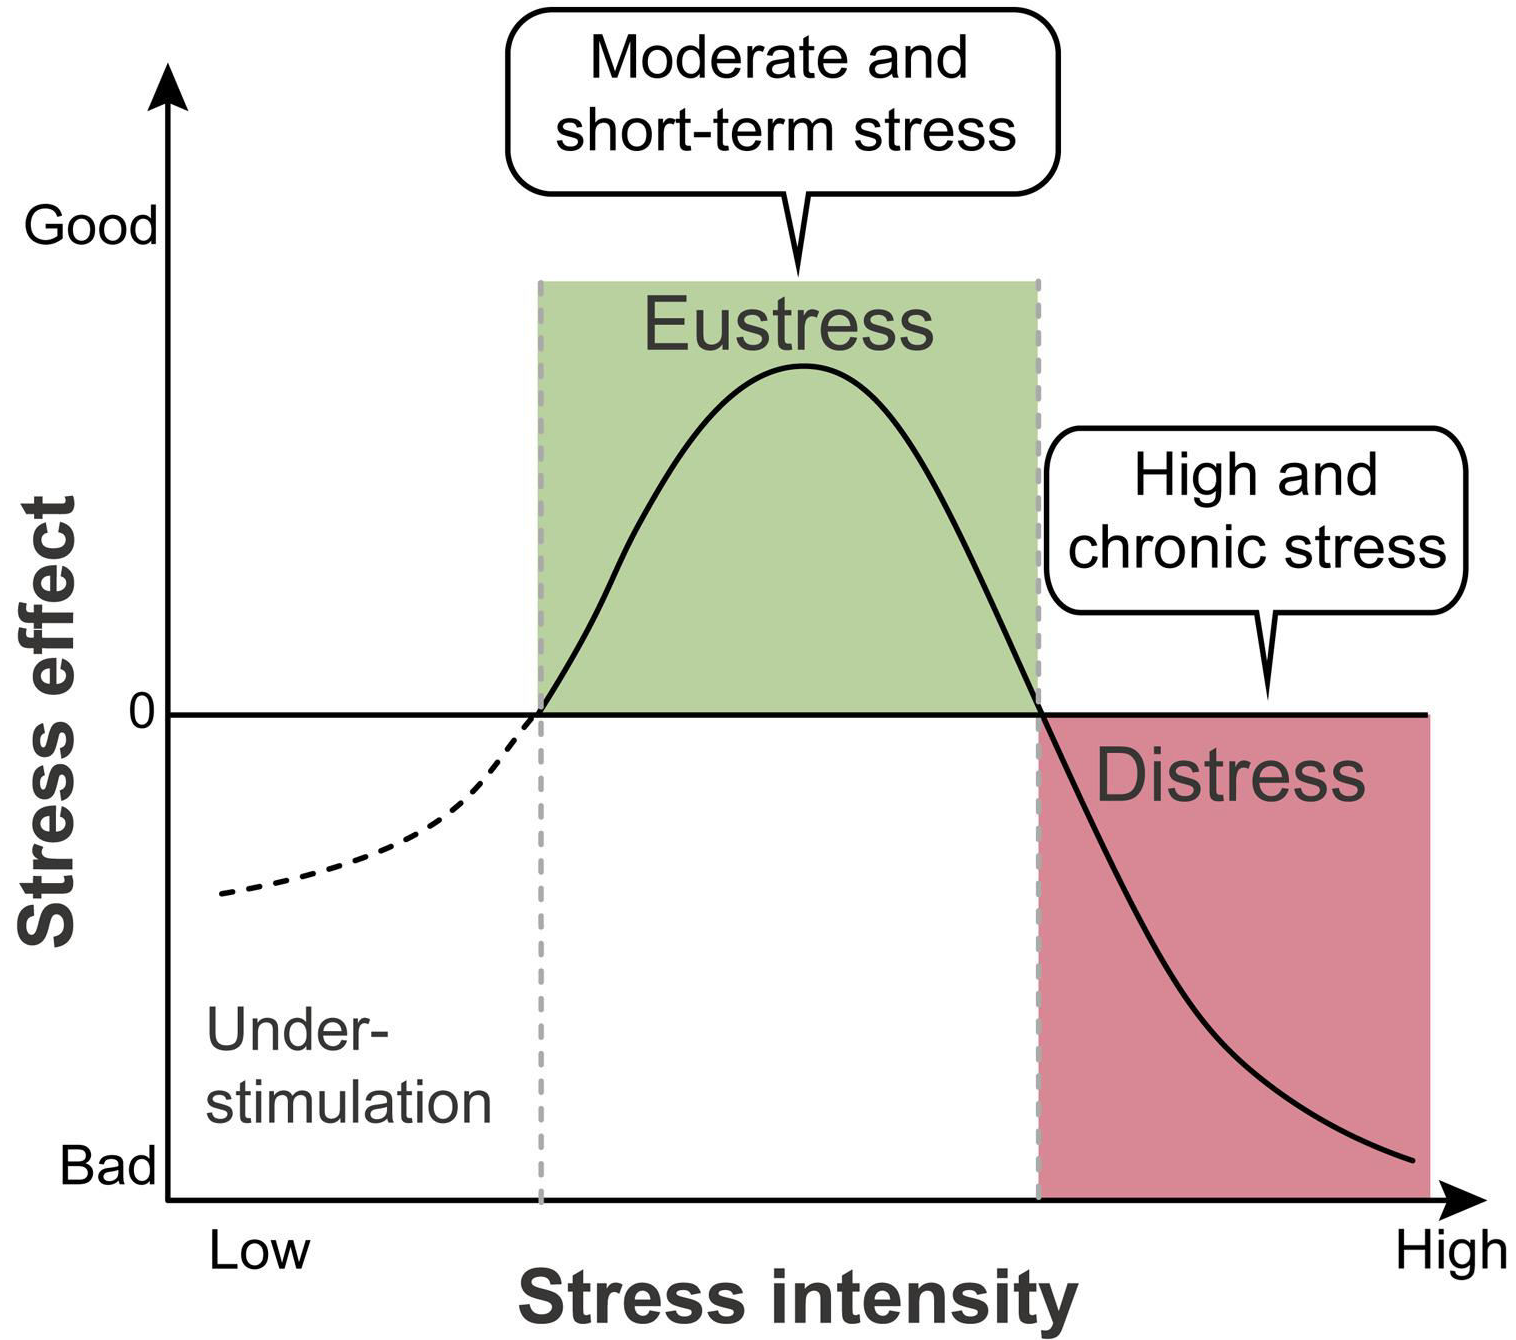 Moderate and
short-term stress
Good
Eustress
High and
chronic stress
Stress effect
0
Distress
Under-
stimulation
Bad
Low
High
Stress intensity